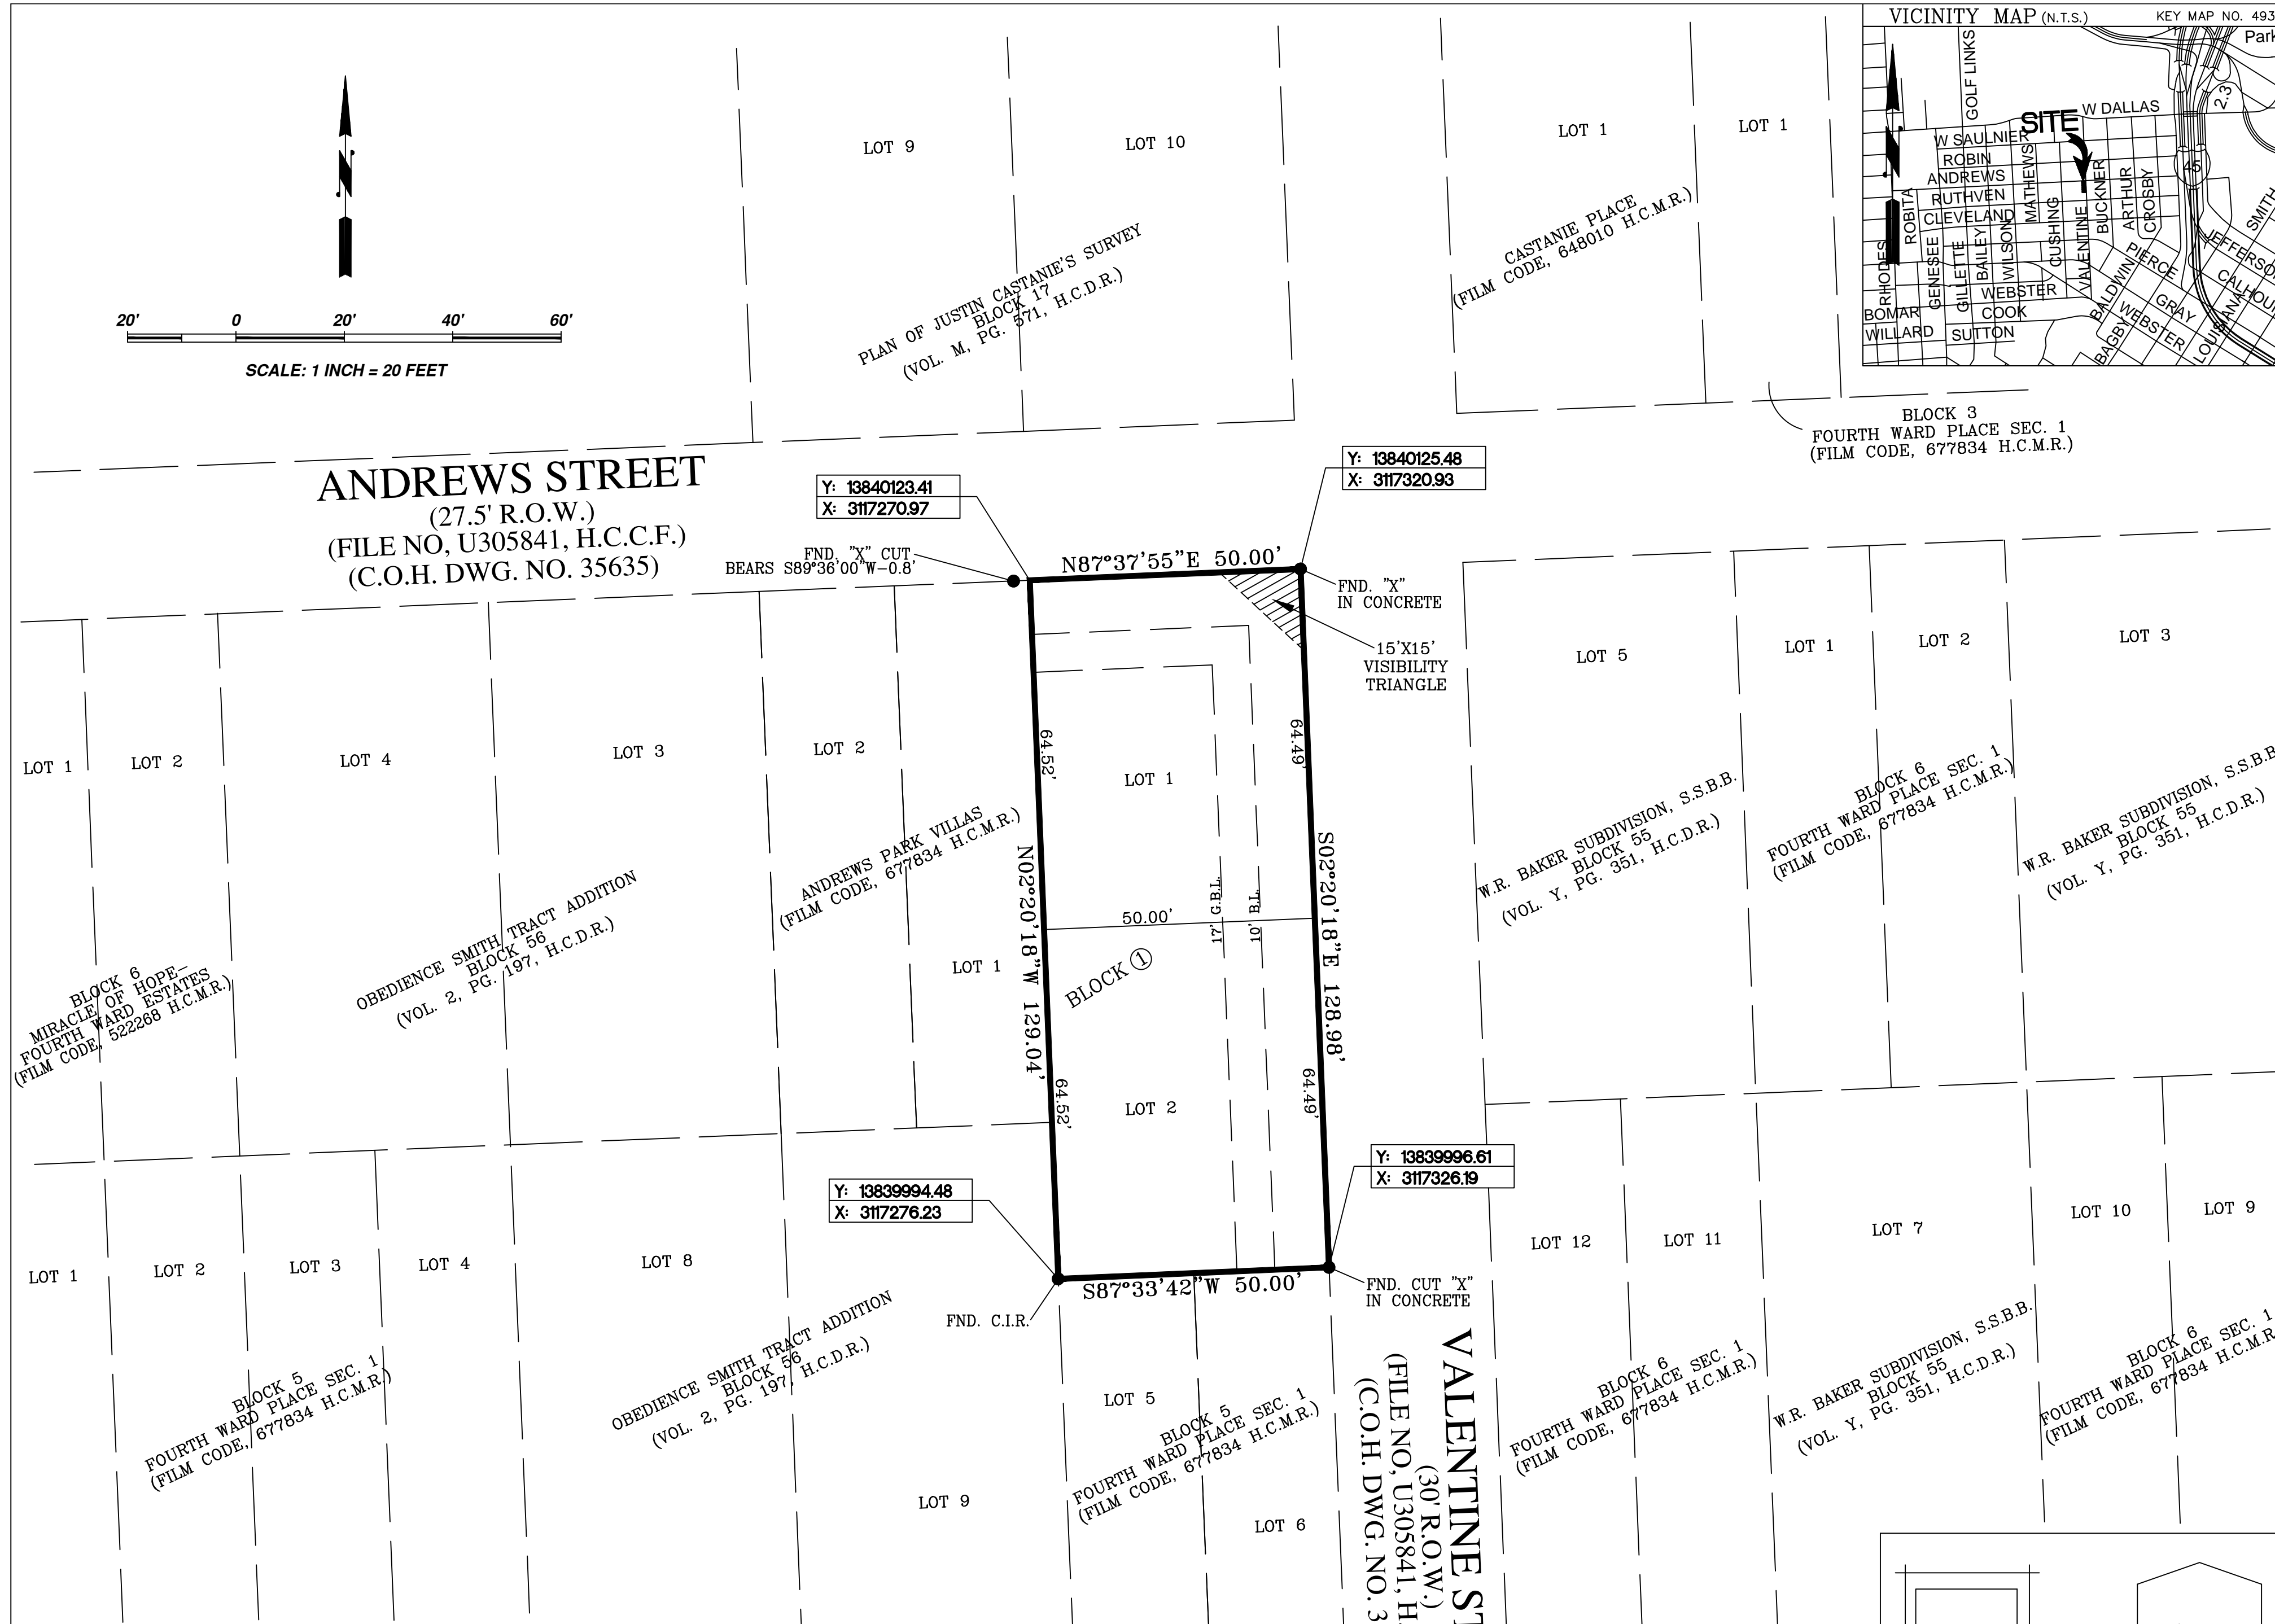 VICINITY MAP (N.T.S.)
KEY MAP NO. 493
Park
GOLF LINKS
2.3
SITE
W DALLAS
W SAULNIER
ROBIN
ANDREWS
RUTHVEN
CLEVELAND
MATHEWS
45
ROBITA
RHODES
GENESEE
GILLETTE
BAILEY
WILSON
CUSHING
VALENTINE
BUCKNER
ARTHUR
CROSBY
SMITH
PIERCE
BALDWIN
GRAY
WEBSTER
BAGBY
LOUISIANA
WEBSTER
COOK
SUTTON
BOMAR
WILLARD
20' 0 20' 40' 60'
SCALE: 1 INCH = 20 FEET
LOT 9
LOT 10
PLAN OF JUSTIN CASTANIE'S SURVEY
BLOCK 17
(VOL. M, PG. 571, H.C.D.R.)
LOT 1
LOT 1
CASTANIE PLACE
(FILM CODE, 648010 H.C.M.R.)
BLOCK 3
FOURTH WARD PLACE SEC. 1
(FILM CODE, 677834 H.C.M.R.)
ANDREWS STREET
(27.5' R.O.W.)
(FILE NO, U305841, H.C.C.F.)
(C.O.H. DWG. NO. 35635)
Y: 13840123.41
X: 3117270.97
Y: 13840125.48
X: 3117320.93
FND. "X" CUT
BEARS S89°36'00"W-0.8'
N87°37'55"E 50.00'
FND. "X"
IN CONCRETE
15'X15'
VISIBILITY
TRIANGLE
LOT 1
LOT 2
LOT 4
LOT 3
LOT 2
LOT 1
BLOCK 6
MIRACLE OF HOPE-
FOURTH WARD ESTATES
(FILM CODE, 522268 H.C.M.R.)
OBEDIENCE SMITH TRACT ADDITION
BLOCK 56
(VOL. 2, PG. 197, H.C.D.R.)
ANDREWS PARK VILLAS
(FILM CODE, 677834 H.C.M.R.)
64.52'
64.49'
LOT 1
N02°20'18"W 129.04'
S02°20'18"E 128.98'
50.00'
17' G.B.L.
10' B.L.
BLOCK 1
64.52'
64.49'
LOT 2
LOT 5
LOT 1
LOT 2
LOT 3
W.R. BAKER SUBDIVISION, S.S.B.B.
BLOCK 55
(VOL. Y, PG. 351, H.C.D.R.)
BLOCK 6
FOURTH WARD PLACE SEC. 1
(FILM CODE, 677834 H.C.M.R.)
W.R. BAKER SUBDIVISION, S.S.B.B
BLOCK 55
(VOL. Y, PG. 351, H.C.D.R.)
Y: 13839994.48
X: 3117276.23
Y: 13839996.61
X: 3117326.19
S87°33'42"W 50.00'
FND. C.I.R.
FND. CUT "X"
IN CONCRETE
LOT 1
LOT 2
LOT 3
LOT 4
LOT 8
LOT 12
LOT 11
LOT 7
LOT 10
LOT 9
BLOCK 5
FOURTH WARD PLACE SEC. 1
(FILM CODE, 677834 H.C.M.R.)
OBEDIENCE SMITH TRACT ADDITION
BLOCK 56
(VOL. 2, PG. 197, H.C.D.R.)
LOT 9
LOT 5
BLOCK 5
FOURTH WARD PLACE SEC. 1
(FILM CODE, 677834 H.C.M.R.)
LOT 6
VALENTINE ST
(30' R.O.W.)
(FILE NO, U305841, H
(C.O.H. DWG. NO. 3
BLOCK 6
FOURTH WARD PLACE SEC. 1
(FILM CODE, 677834 H.C.M.R.)
W.R. BAKER SUBDIVISION, S.S.B.B.
BLOCK 55
(VOL. Y, PG. 351, H.C.D.R.)
BLOCK 6
FOURTH WARD PLACE SEC. 1
(FILM CODE, 677834 H.C.M.R